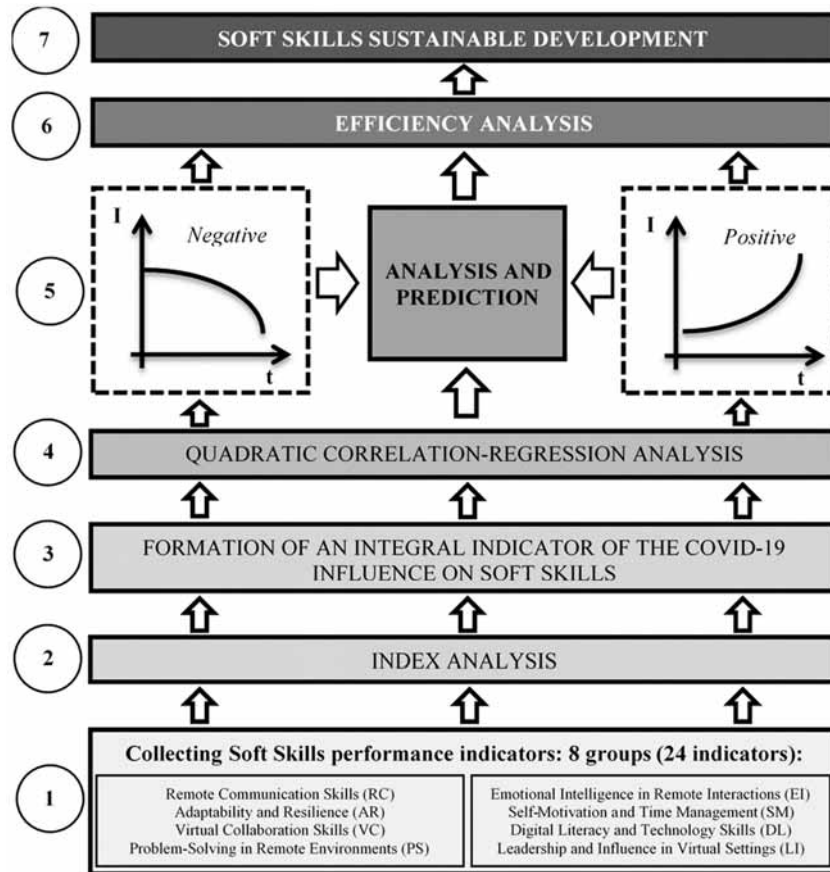 7
SOFT SKILLS SUSTAINABLE DEVELOPMENT
6
EFFICIENCY ANALYSIS
5
I
Negative
t
ANALYSIS AND
PREDICTION
I
Positive
t
4
QUADRATIC CORRELATION-REGRESSION ANALYSIS
3
FORMATION OF AN INTEGRAL INDICATOR OF THE COVID-19
INFLUENCE ON SOFT SKILLS
2
INDEX ANALYSIS
1
Collecting Soft Skills performance indicators: 8 groups (24 indicators):
Remote Communication Skills (RC)
Adaptability and Resilience (AR)
Virtual Collaboration Skills (VC)
Problem-Solving in Remote Environments (PS)
Emotional Intelligence in Remote Interactions (EI)
Self-Motivation and Time Management (SM)
Digital Literacy and Technology Skills (DL)
Leadership and Influence in Virtual Settings (LI)